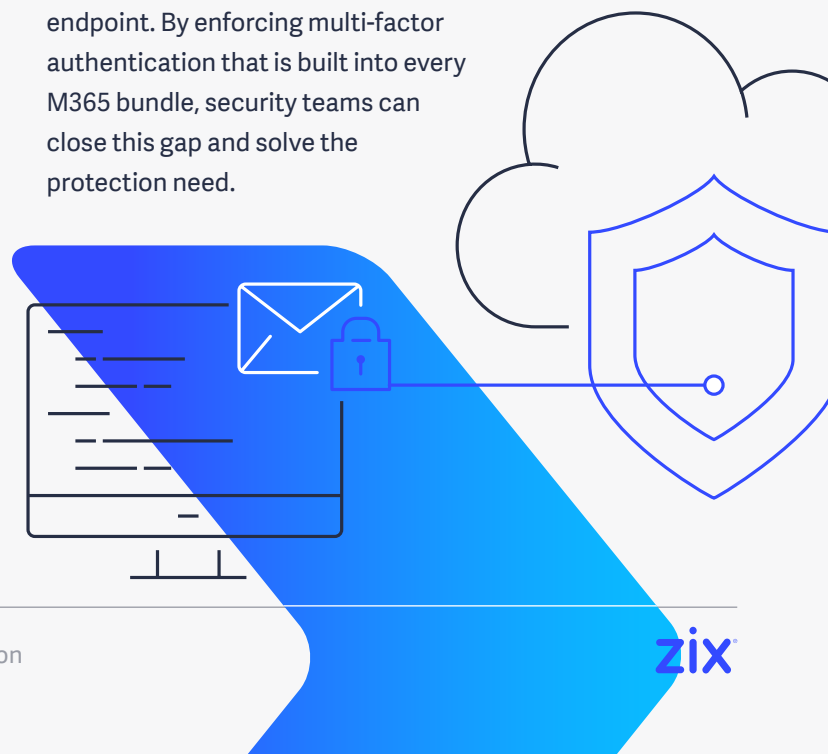 endpoint. By enforcing multi-factor
authentication that is built into every
M365 bundle, security teams can
close this gap and solve the
protection need.
on
zix